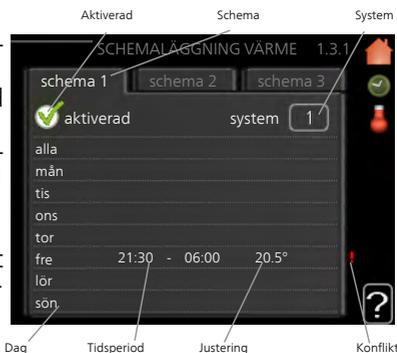 Aktiverad Schema System
SCHEMALÄGGNING VÄRME 1.3.1
schema 1 schema 2 schema 3
aktiverad system 1
alla
mån
tis
ons
tor
fre 21:30 - 06:00 20.5° !
lör
sön
?
Dag Tidsperiod Justering Konflikt